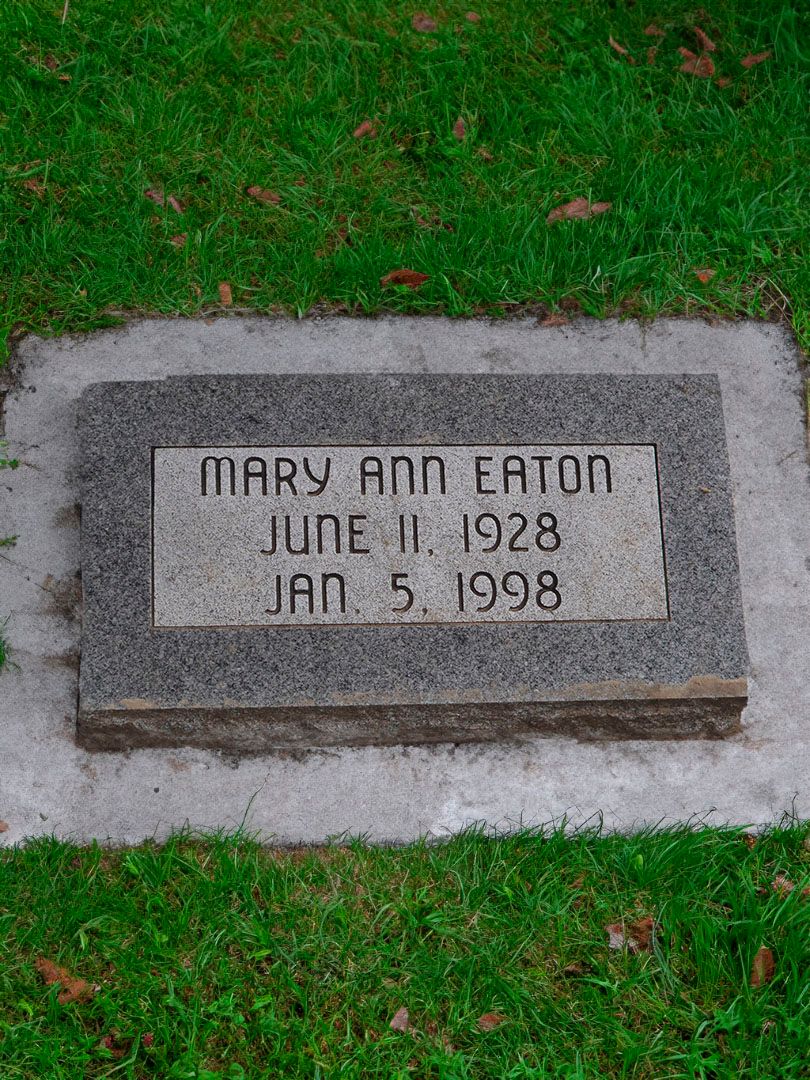 MARY ANN EATON
JUNE 11, 1928
JAN. 5, 1998